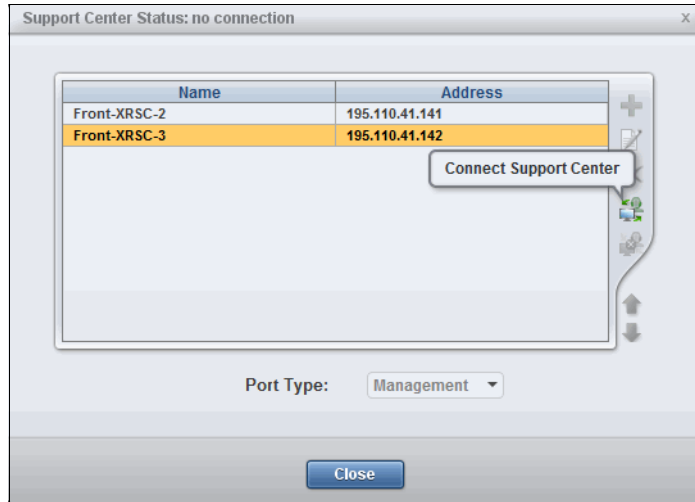 Support Center Status: no connection x
Name Address
Front-XRSC-2 195.110.41.141
Front-XRSC-3 195.110.41.142
Connect Support Center
Port Type: Management
Close